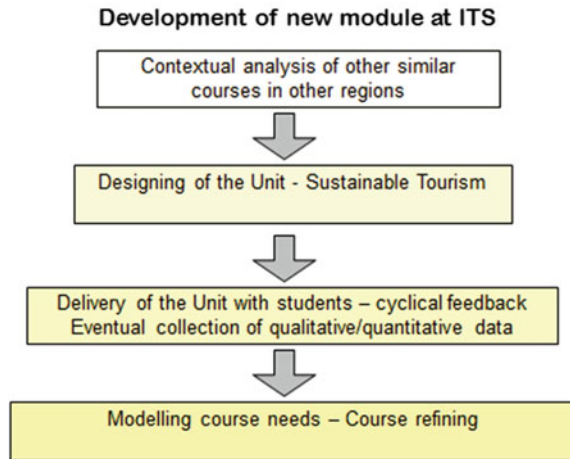 Development of new module at ITS
Contextual analysis of other similar
courses in other regions
Designing of the Unit - Sustainable Tourism
Delivery of the Unit with students – cyclical feedback
Eventual collection of qualitative/quantitative data
Modelling course needs – Course refining